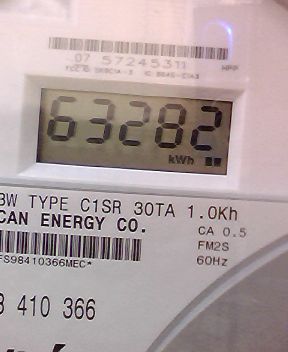 .07 57245311
63282
kWh
3W TYPE C1SR 30TA 1.0Kh
CAN ENERGY CO.
CA 0.5
FM2S
60Hz
FS98410366MEC*
410 366